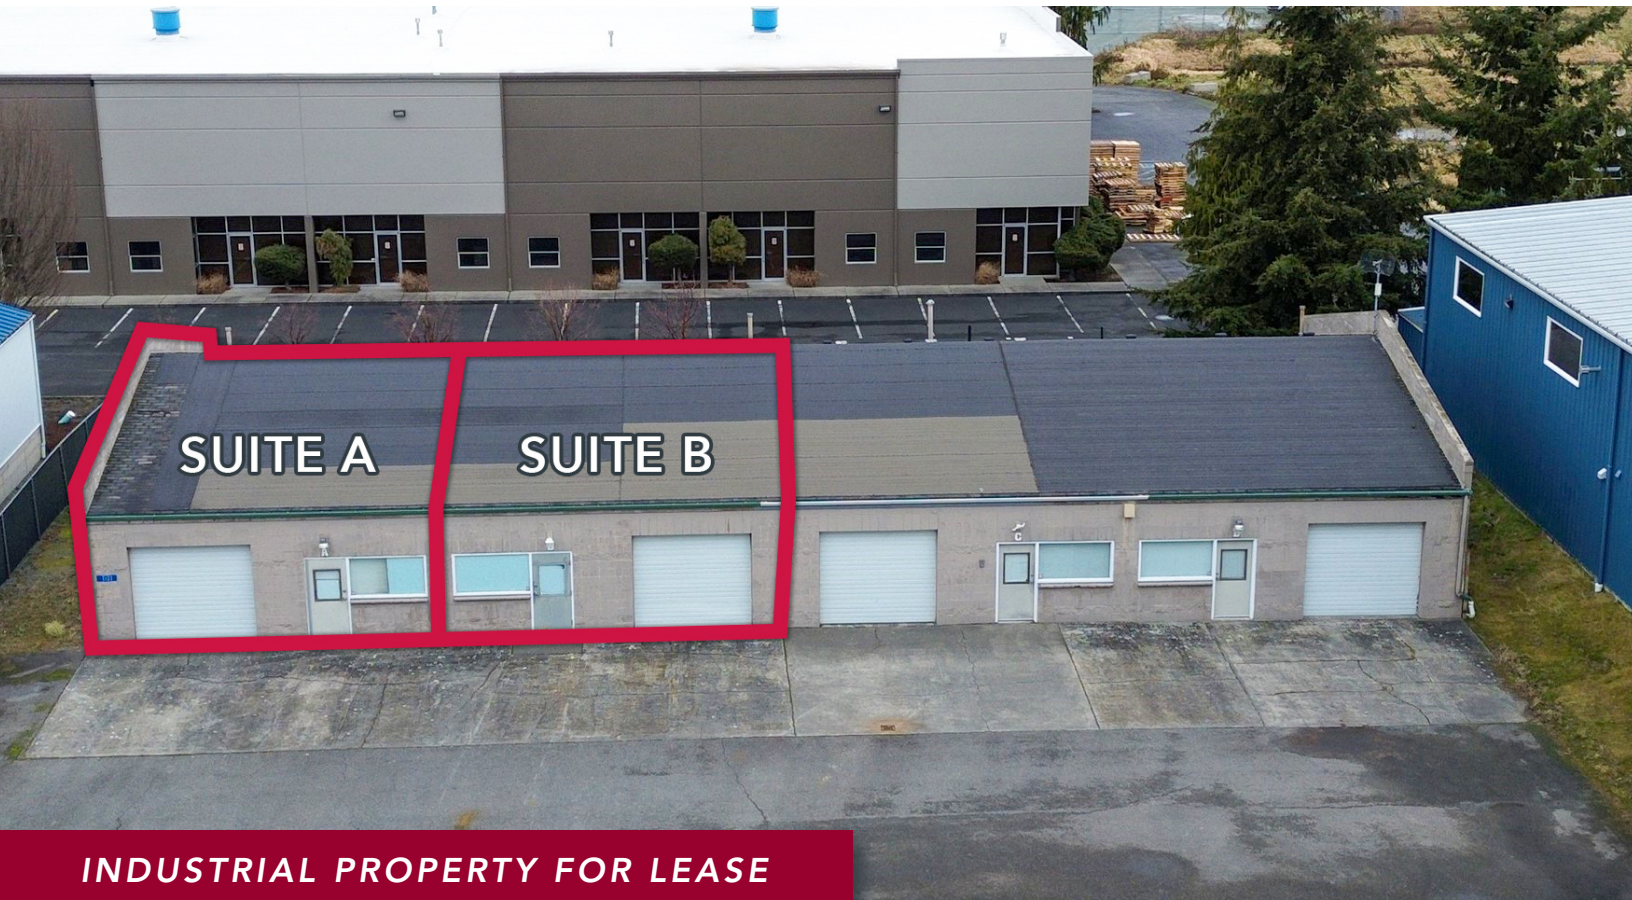 SUITE A
SUITE B
C
INDUSTRIAL PROPERTY FOR LEASE